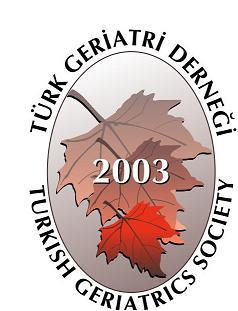 TÜRK GERİATRİ DERNEĞİ
2003
TURKISH GERIATRICS SOCIETY